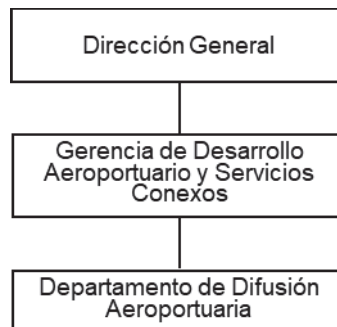 Dirección General
Gerencia de Desarrollo
Aeroportuario y Servicios
Conexos
Departamento de Difusión
Aeroportuaria